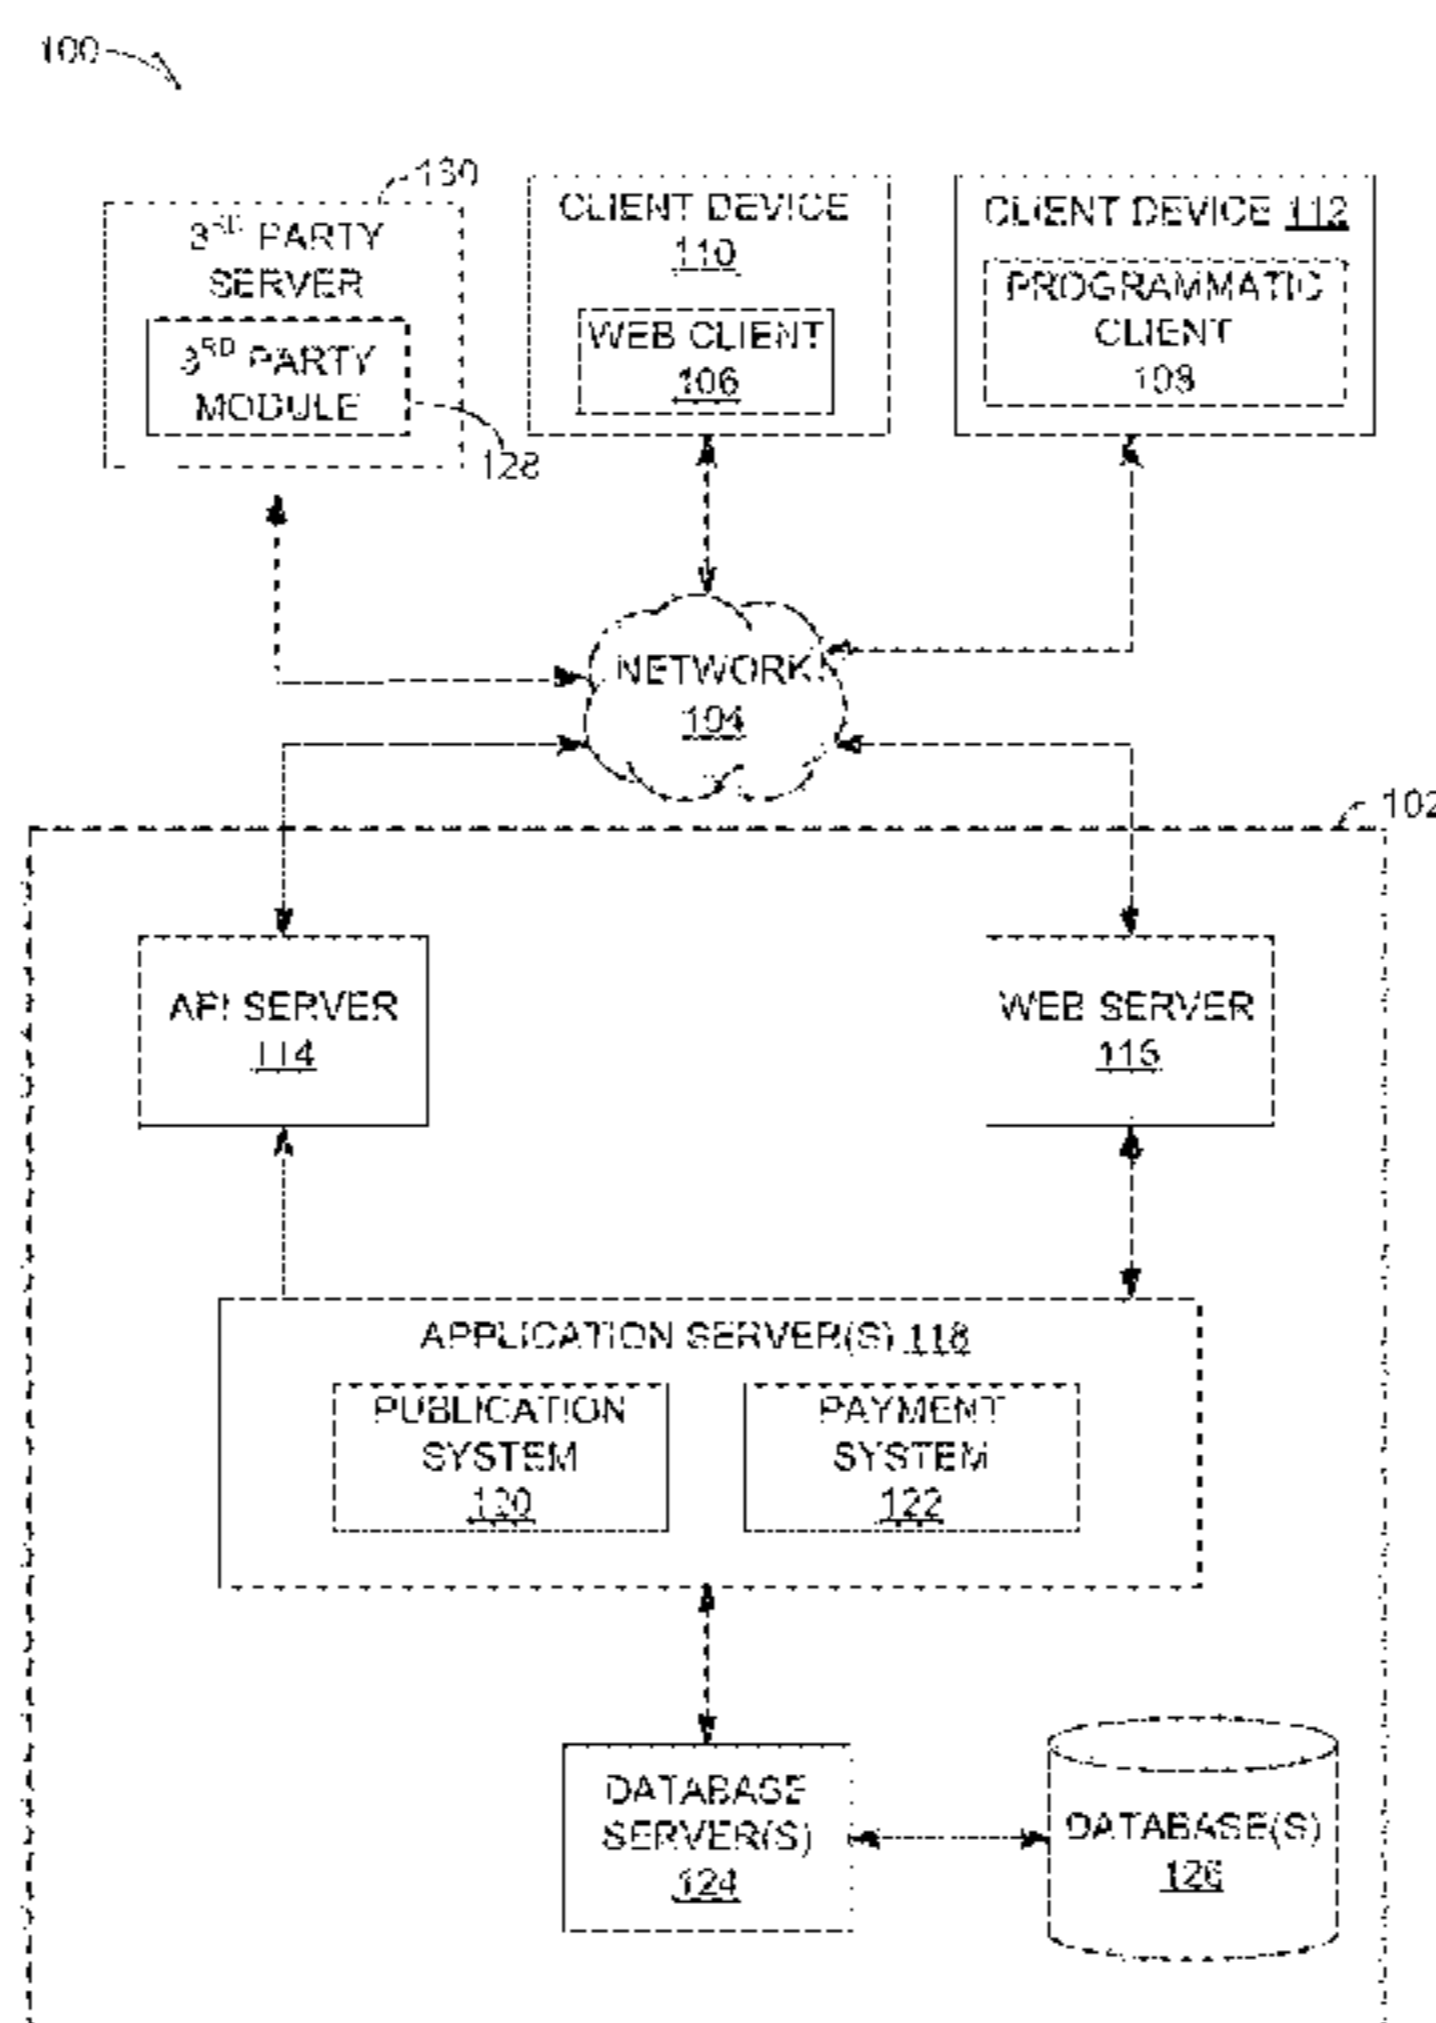 100
130
3RD PARTY
SERVER
3RD PARTY
MODULE
128
CLIENT DEVICE
110
WEB CLIENT
106
CLIENT DEVICE 112
PROGRAMMATIC
CLIENT
108
NETWORK
104
102
API SERVER
114
WEB SERVER
116
APPLICATION SERVER(S) 118
PUBLICATION
SYSTEM
120
PAYMENT
SYSTEM
122
DATABASE
SERVER(S)
124
DATABASE(S)
126